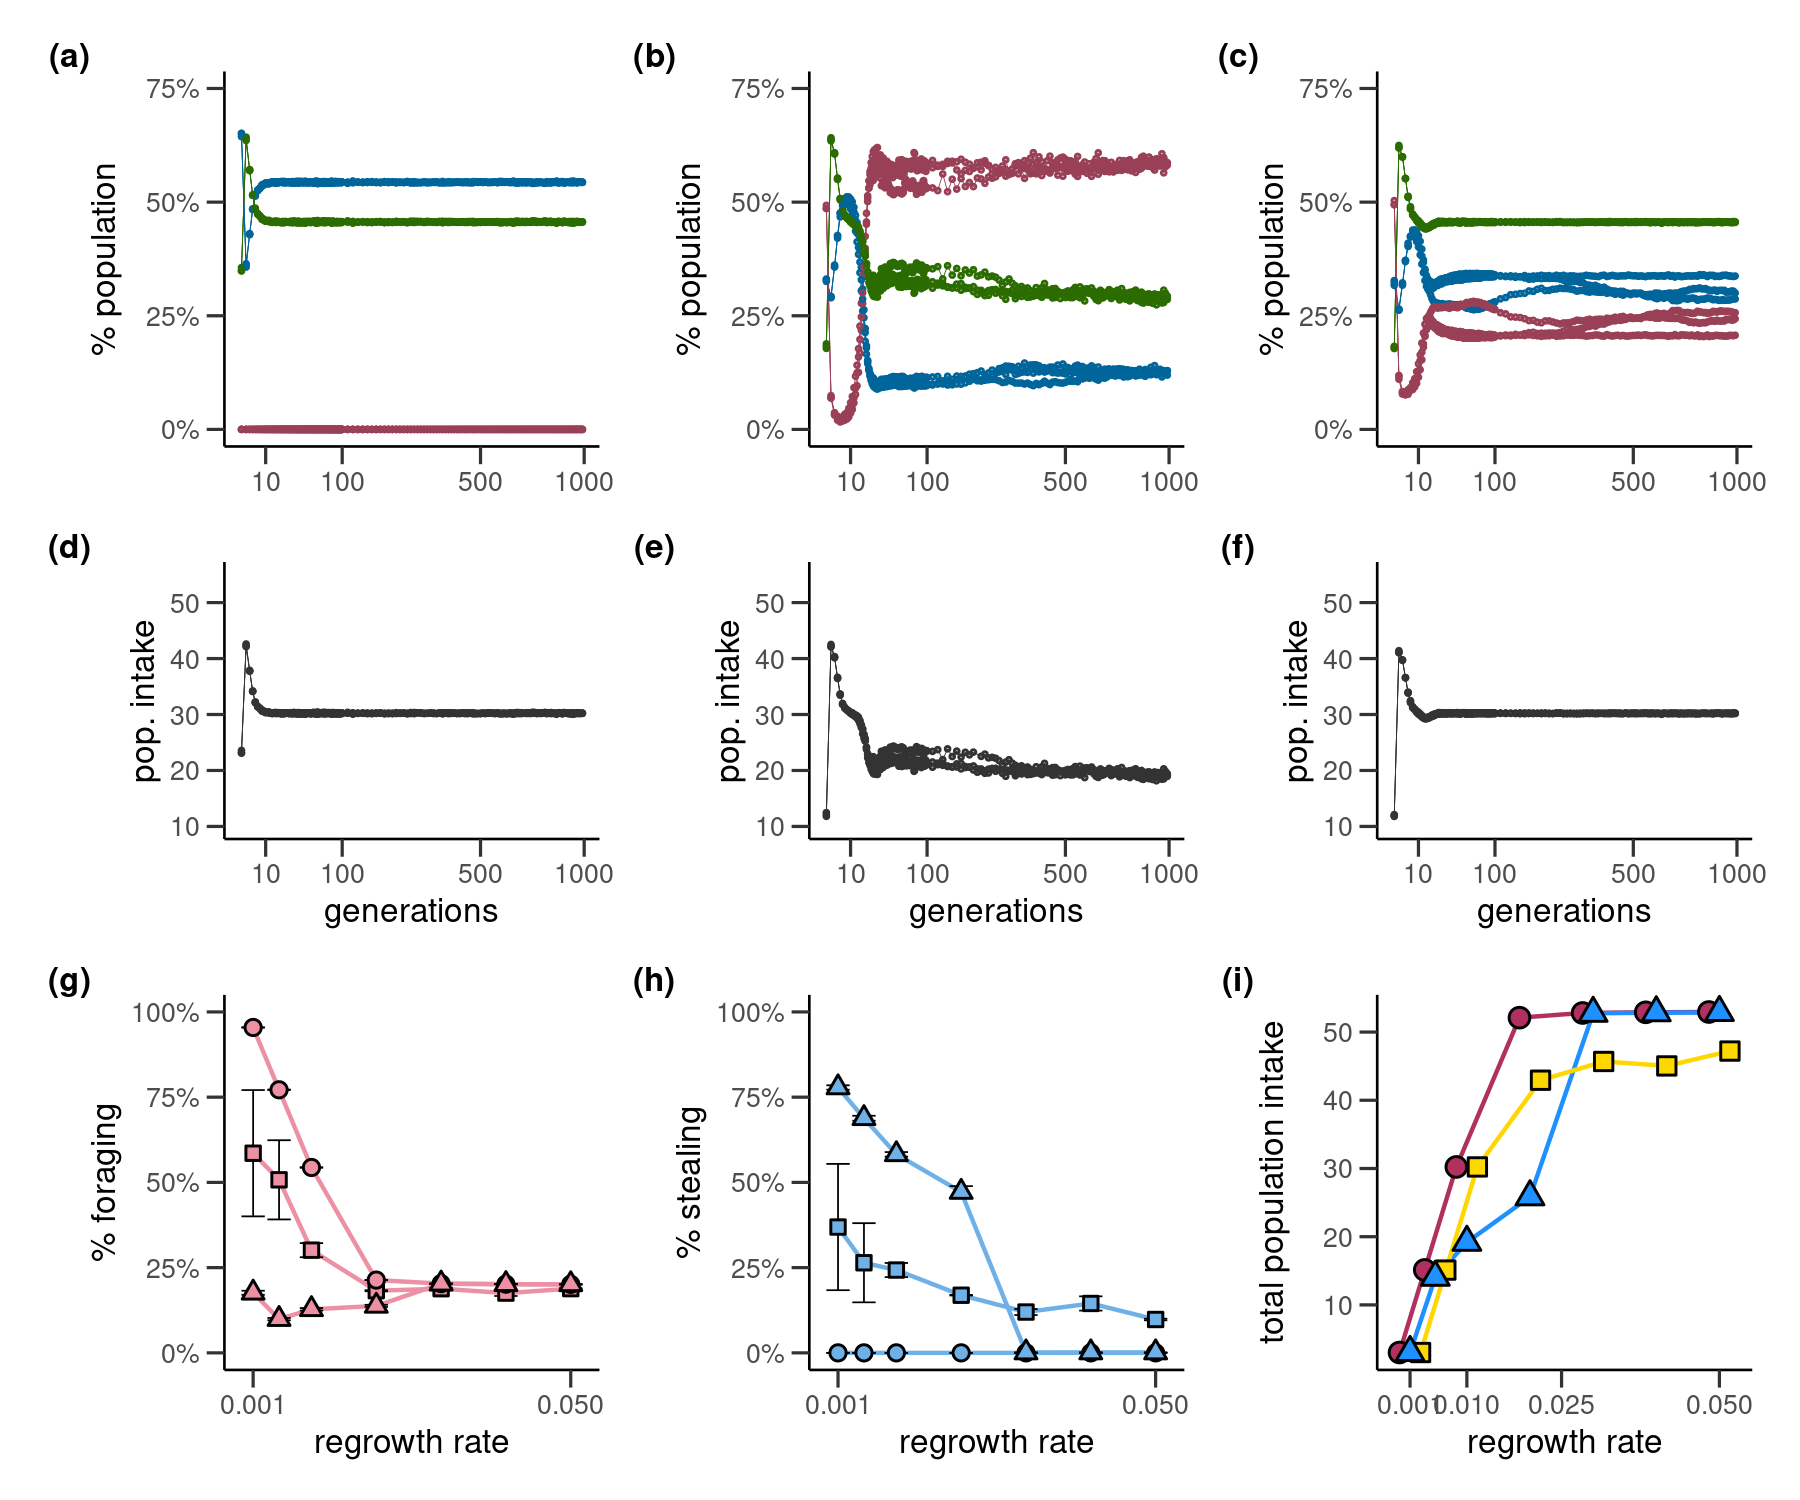 (a) (b) (c)
75% 75% 75%
50% 50% 50%
25% 25% 25%
0% 0% 0%
% population % population % population
10 100 500 1000 10 100 500 1000 10 100 500 1000
(d) (e) (f)
50 50 50
40 40 40
30 30 30
20 20 20
10 10 10
pop. intake pop. intake pop. intake
10 100 500 1000 10 100 500 1000 10 100 500 1000
generations generations generations
(g) (h) (i)
100% 100%
75% 75% 50
50% 50% 40
25% 25% 30
0% 0% 20
10
% foraging % stealing total population intake
0.001 0.050 0.001 0.050 0.001 0.010 0.025 0.050
regrowth rate regrowth rate regrowth rate